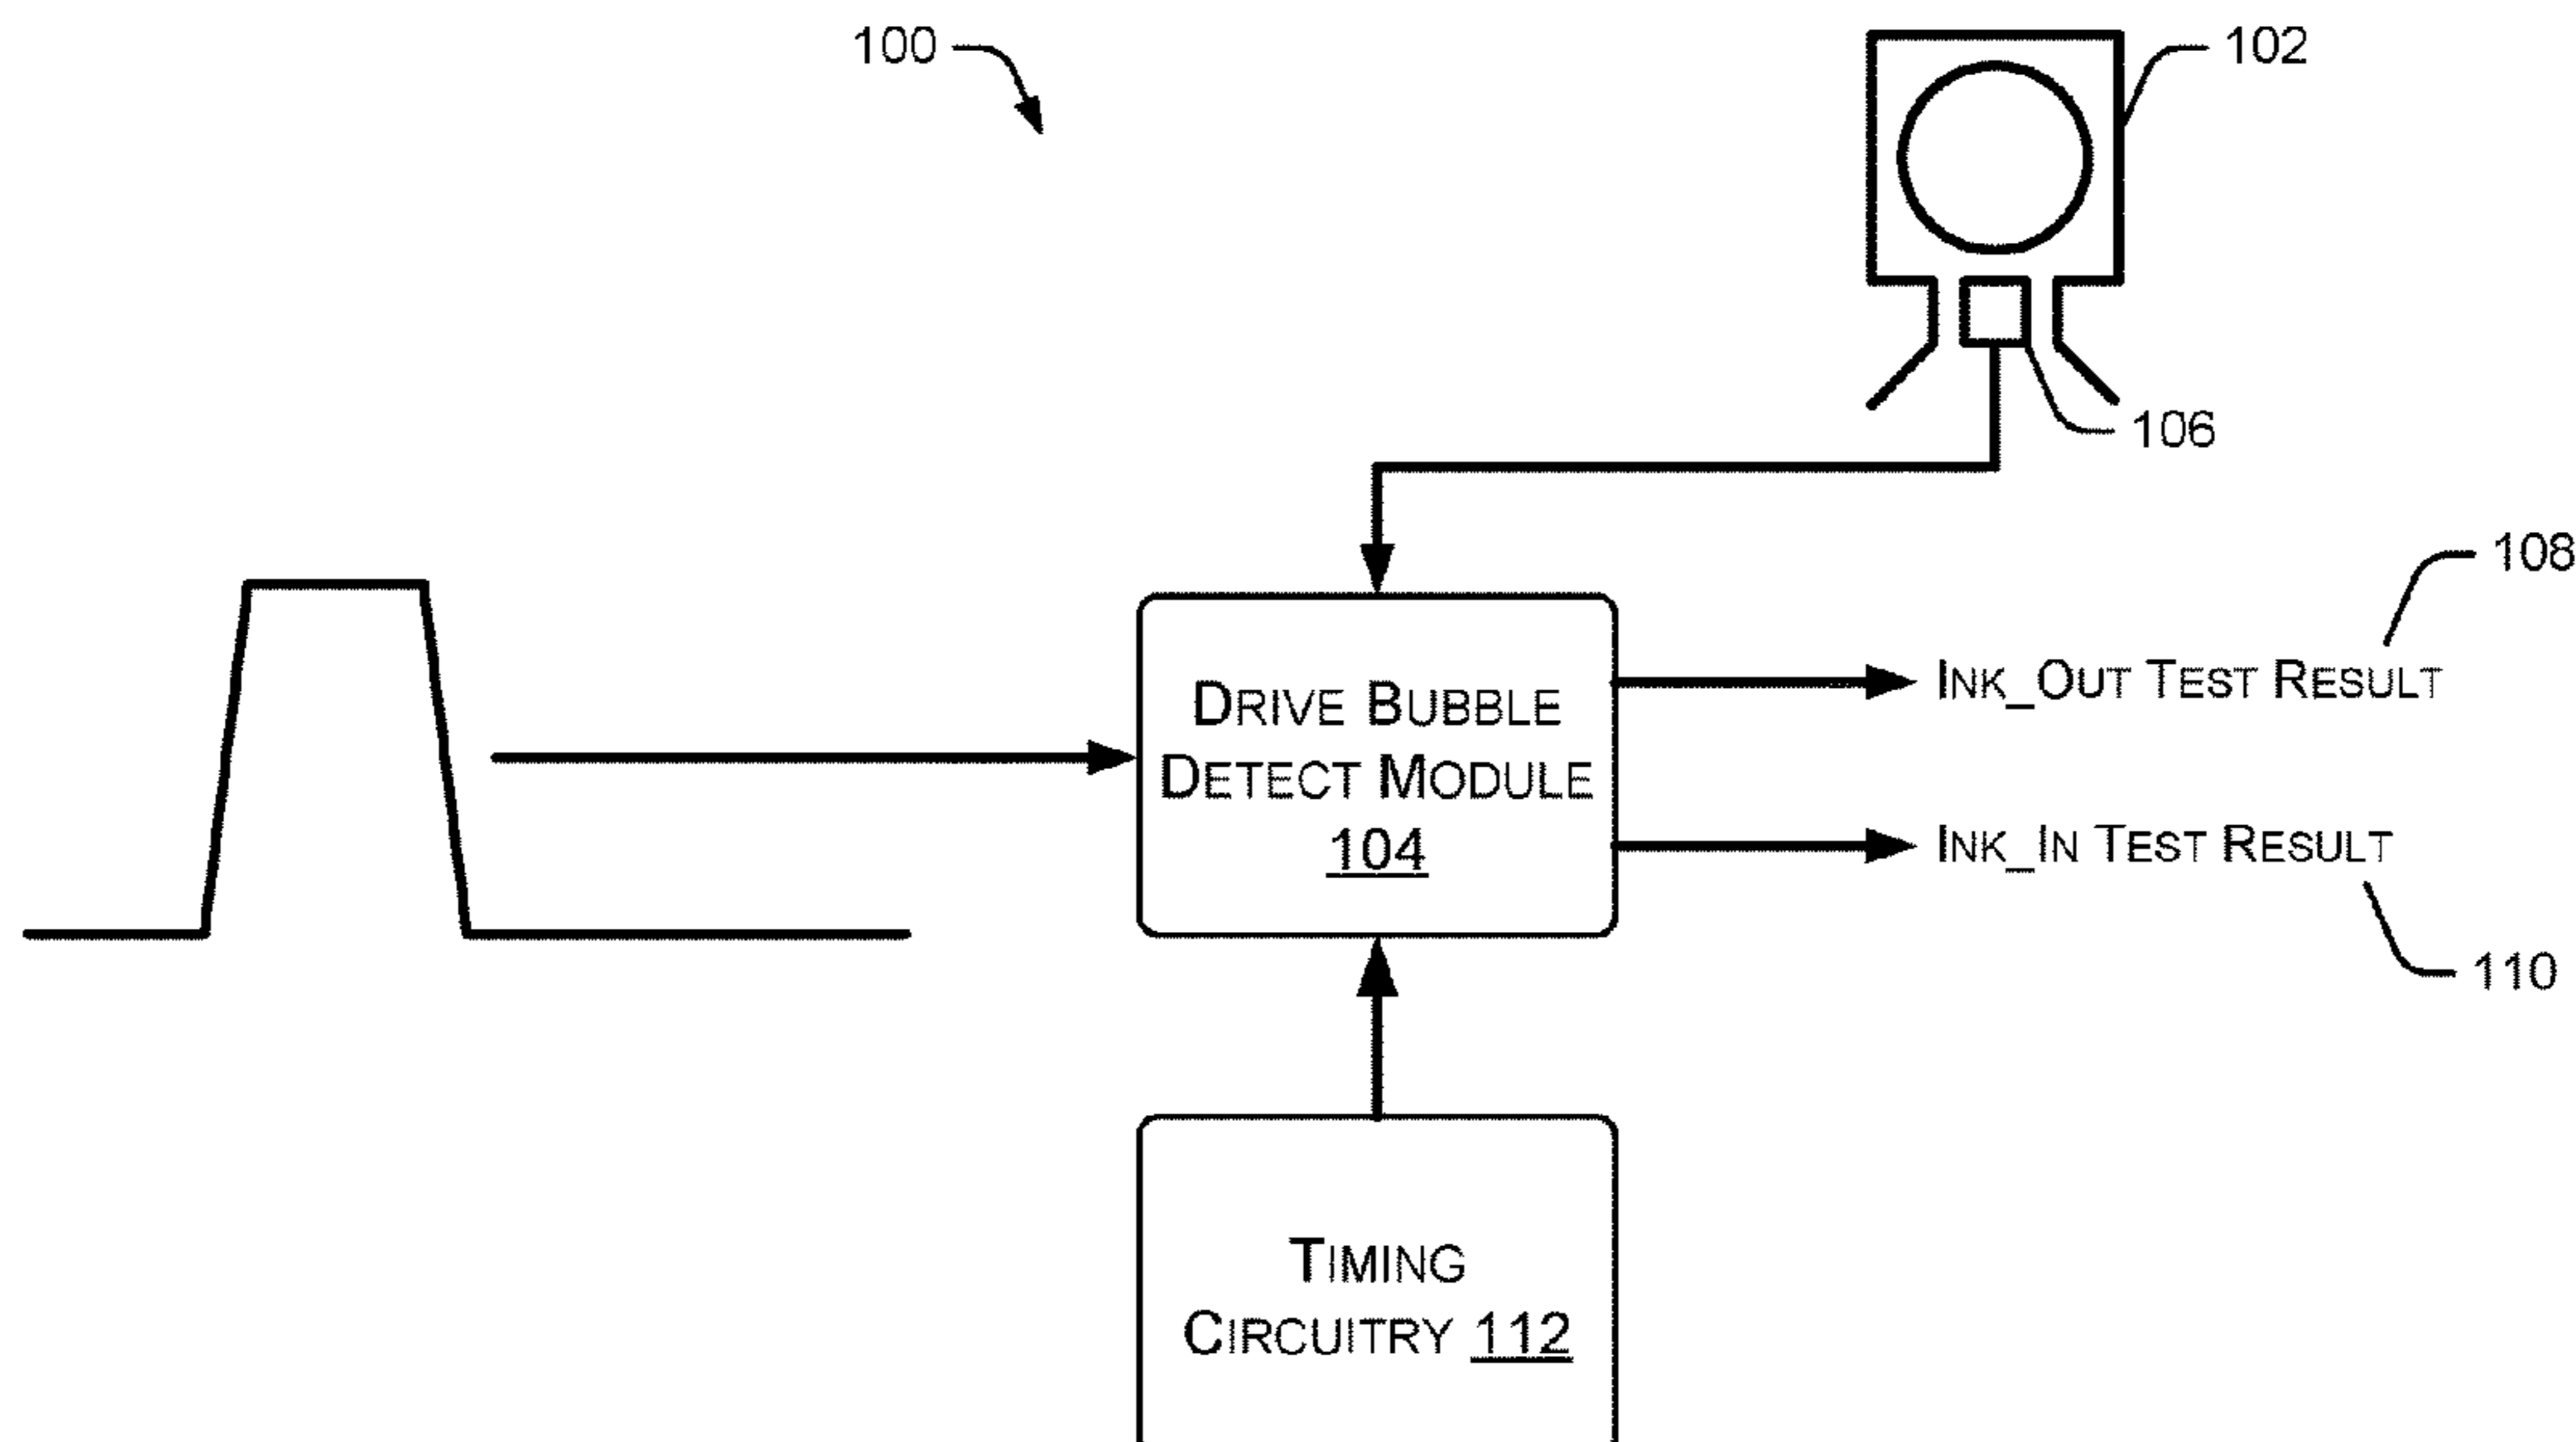 100
102
106
108
DRIVE BUBBLE
DETECT MODULE
104
INK_OUT TEST RESULT
INK_IN TEST RESULT
110
TIMING
CIRCUITRY 112